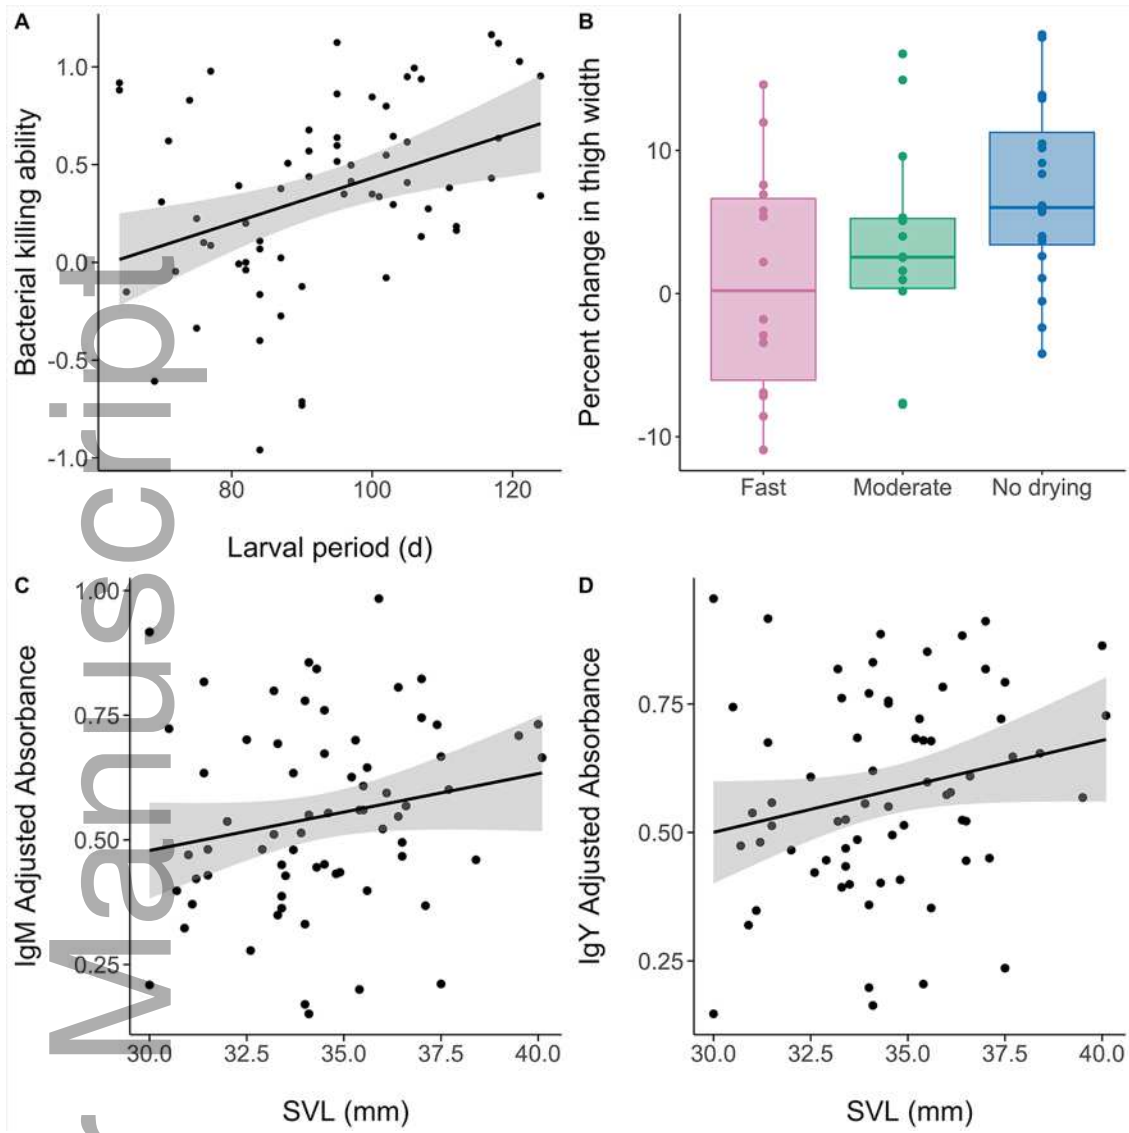 A
Bacterial killing ability
1.0
0.5
0.0
-0.5
-1.0
80
100
120
Larval period (d)
B
Percent change in thigh width
10
0
-10
Fast
Moderate
No drying
C
IgM Adjusted Absorbance
1.00
0.75
0.50
0.25
30.0
32.5
35.0
37.5
40.0
SVL (mm)
D
IgY Adjusted Absorbance
0.75
0.50
0.25
30.0
32.5
35.0
37.5
40.0
SVL (mm)
Manuscript